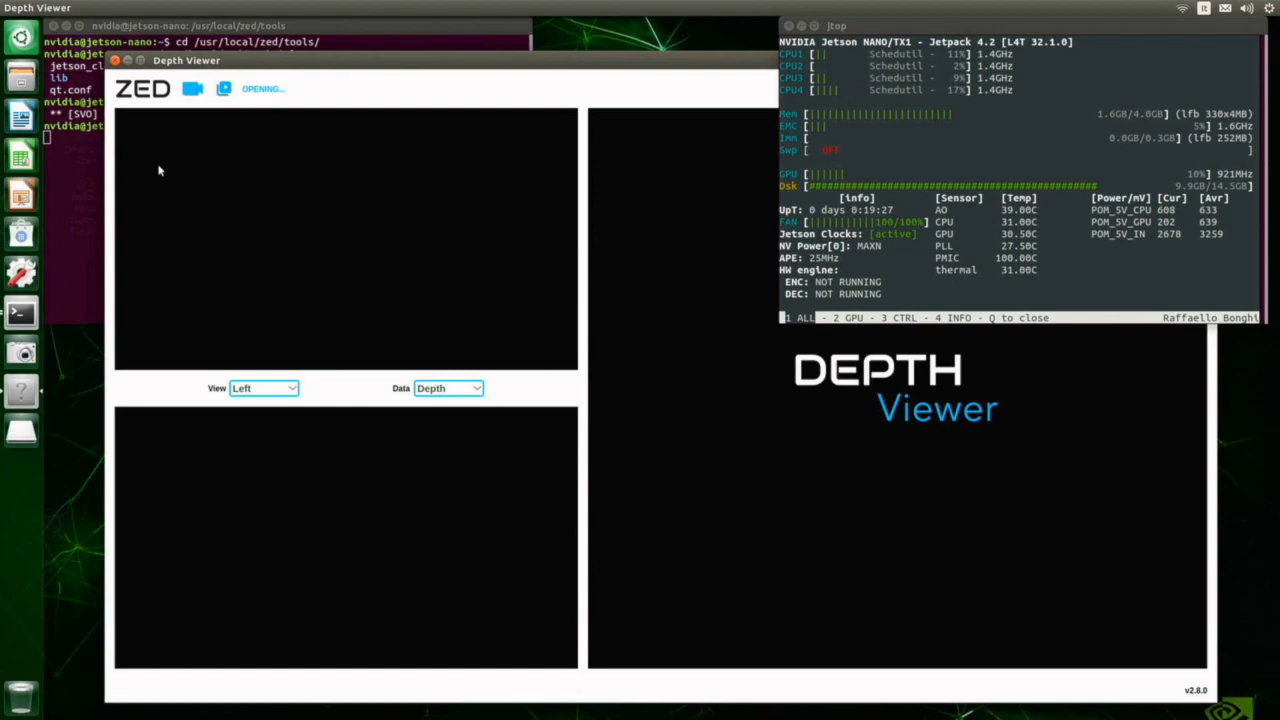 Depth Viewer
It
nvidia@jetson-nano: /usr/local/zed/tools
nvidia@jetson-nano:~$ cd /usr/local/zed/tools/
nvidia@jet
jetson_cl
lib
qt.conf
nvidia@jet
** [SVO]
nvidia@jet
Depth Viewer
ZED
OPENING...
View Left
Data Depth
DEPTH
Viewer
v2.8.0
jtop
NVIDIA Jetson NANO/TX1 - Jetpack 4.2 [L4T 32.1.0]
CPU1 [|| Schedutil - 11%] 1.4GHz
CPU2 [ Schedutil - 2%] 1.4GHz
CPU3 [|| Schedutil - 9%] 1.4GHz
CPU4 [|||| Schedutil - 17%] 1.4GHz
Mem [||||||||||||||||||||||||| 1.6GB/4.0GB] (lfb 330x4MB)
EMC [||| 5%] 1.6GHz
Imm [ 0.0GB/0.3GB] (lfb 252MB)
Swp [ OFF ]
GPU [|||||| 10%] 921MHz
Dsk [################################################ 9.9GB/14.5GB]
[info] [Sensor] [Temp] [Power/mV] [Cur] [Avr]
UpT: 0 days 0:19:27 AO 39.00C POM_5V_CPU 608 633
FAN [|||||||||||100/100%] CPU 31.00C POM_5V_GPU 202 639
Jetson Clocks: [active] GPU 30.50C POM_5V_IN 2678 3259
NV Power[0]: MAXN PLL 27.50C
APE: 25MHz PMIC 100.00C
HW engine: thermal 31.00C
ENC: NOT RUNNING
DEC: NOT RUNNING
1 ALL - 2 GPU - 3 CTRL - 4 INFO - Q to close Raffaello Bonghi